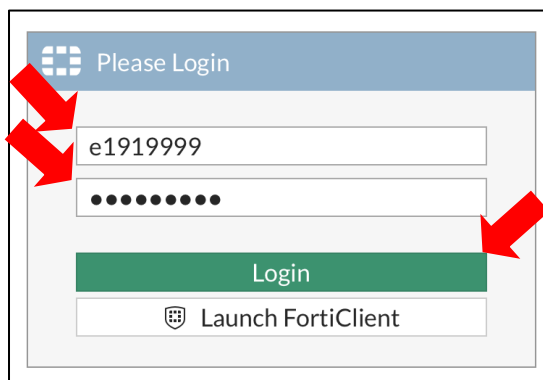 Please Login
e1919999
●●●●●●●●●
Login
Launch FortiClient